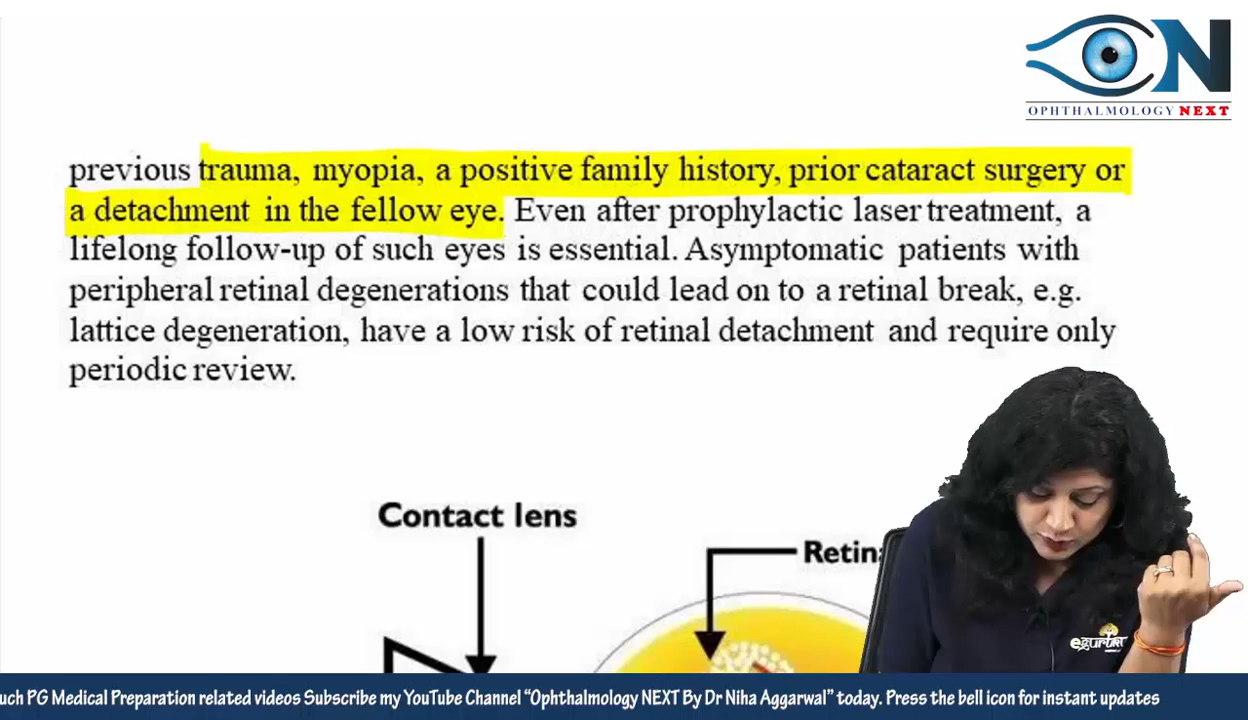 OPHTHALMOLOGY NEXT
previous trauma, myopia, a positive family history, prior cataract surgery or
a detachment in the fellow eye. Even after prophylactic laser treatment, a
lifelong follow-up of such eyes is essential. Asymptomatic patients with
peripheral retinal degenerations that could lead on to a retinal break, e.g.
lattice degeneration, have a low risk of retinal detachment and require only
periodic review.
Contact lens
Retina
egurukul
uch PG Medical Preparation related videos Subscribe my YouTube Channel “Ophthalmology NEXT By Dr Niha Aggarwal” today. Press the bell icon for instant updates